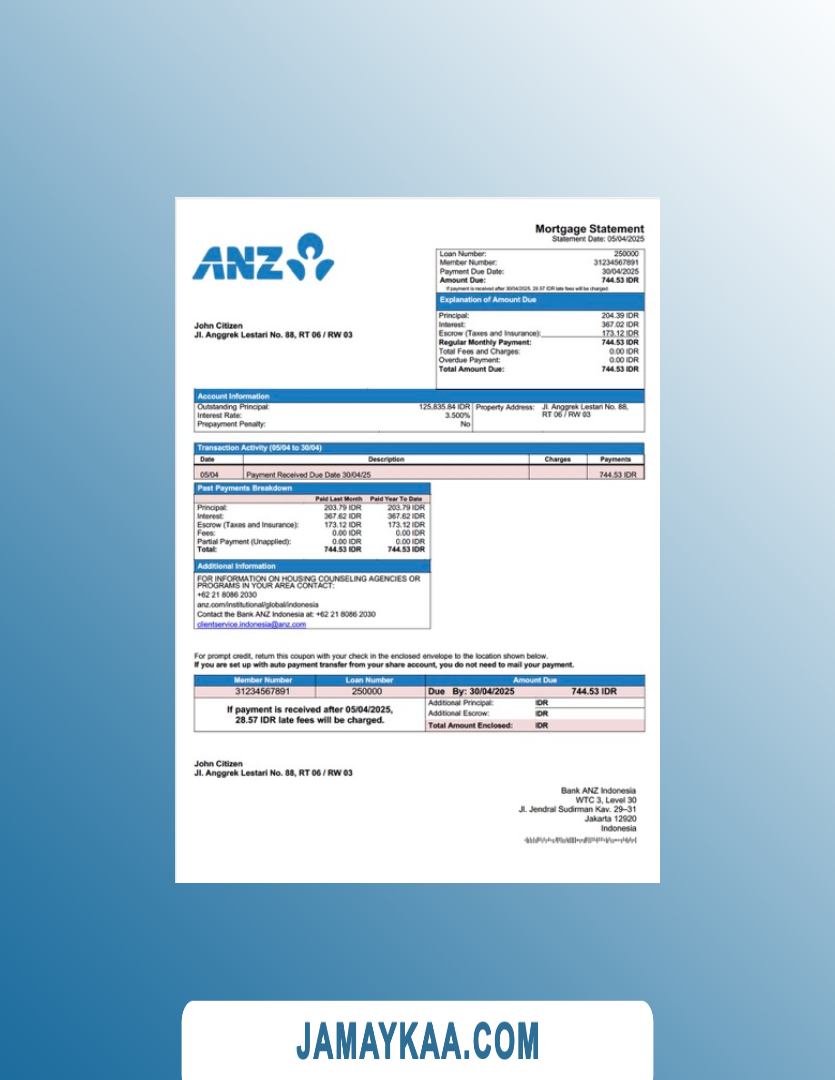 ANZ
Mortgage Statement
Statement Date: 05/04/2025
Loan Number: 250000
Member Number: 31234567891
Payment Due Date: 30/04/2025
Amount Due: 744.53 IDR
If payment is received after 30/04/2025, 28.57 IDR late fees will be charged.
Explanation of Amount Due
Principal: 204.39 IDR
Interest: 367.02 IDR
Escrow (Taxes and Insurance): 173.12 IDR
Regular Monthly Payment: 744.53 IDR
Total Fees and Charges: 0.00 IDR
Overdue Payment: 0.00 IDR
Total Amount Due: 744.53 IDR
John Citizen
Jl. Anggrek Lestari No. 88, RT 06 / RW 03
Account Information
Outstanding Principal: 125,835.84 IDR
Interest Rate: 3.500%
Prepayment Penalty: No
Property Address: Jl. Anggrek Lestari No. 88,
RT 06 / RW 03
Transaction Activity (05/04 to 30/04)
Date Description Charges Payments
05/04 Payment Received Due Date 30/04/25 744.53 IDR
Past Payments Breakdown
Paid Last Month Paid Year To Date
Principal: 203.79 IDR 203.79 IDR
Interest: 367.62 IDR 367.62 IDR
Escrow (Taxes and Insurance): 173.12 IDR 173.12 IDR
Fees: 0.00 IDR 0.00 IDR
Partial Payment (Unapplied): 0.00 IDR 0.00 IDR
Total: 744.53 IDR 744.53 IDR
Additional Information
FOR INFORMATION ON HOUSING COUNSELING AGENCIES OR
PROGRAMS IN YOUR AREA CONTACT:
+62 21 8086 2030
anz.com/institutional/global/indonesia
Contact the Bank ANZ Indonesia at: +62 21 8086 2030
clientservice.indonesia@anz.com
For prompt credit, return this coupon with your check in the enclosed envelope to the location shown below.
If you are set up with auto payment transfer from your share account, you do not need to mail your payment.
Member Number Loan Number Amount Due
31234567891 250000 Due By: 30/04/2025 744.53 IDR
If payment is received after 05/04/2025,
28.57 IDR late fees will be charged.
Additional Principal: IDR
Additional Escrow: IDR
Total Amount Enclosed: IDR
John Citizen
Jl. Anggrek Lestari No. 88, RT 06 / RW 03
Bank ANZ Indonesia
WTC 3, Level 30
Jl. Jendral Sudirman Kav. 29–31
Jakarta 12920
Indonesia
JAMAYKAA.COM